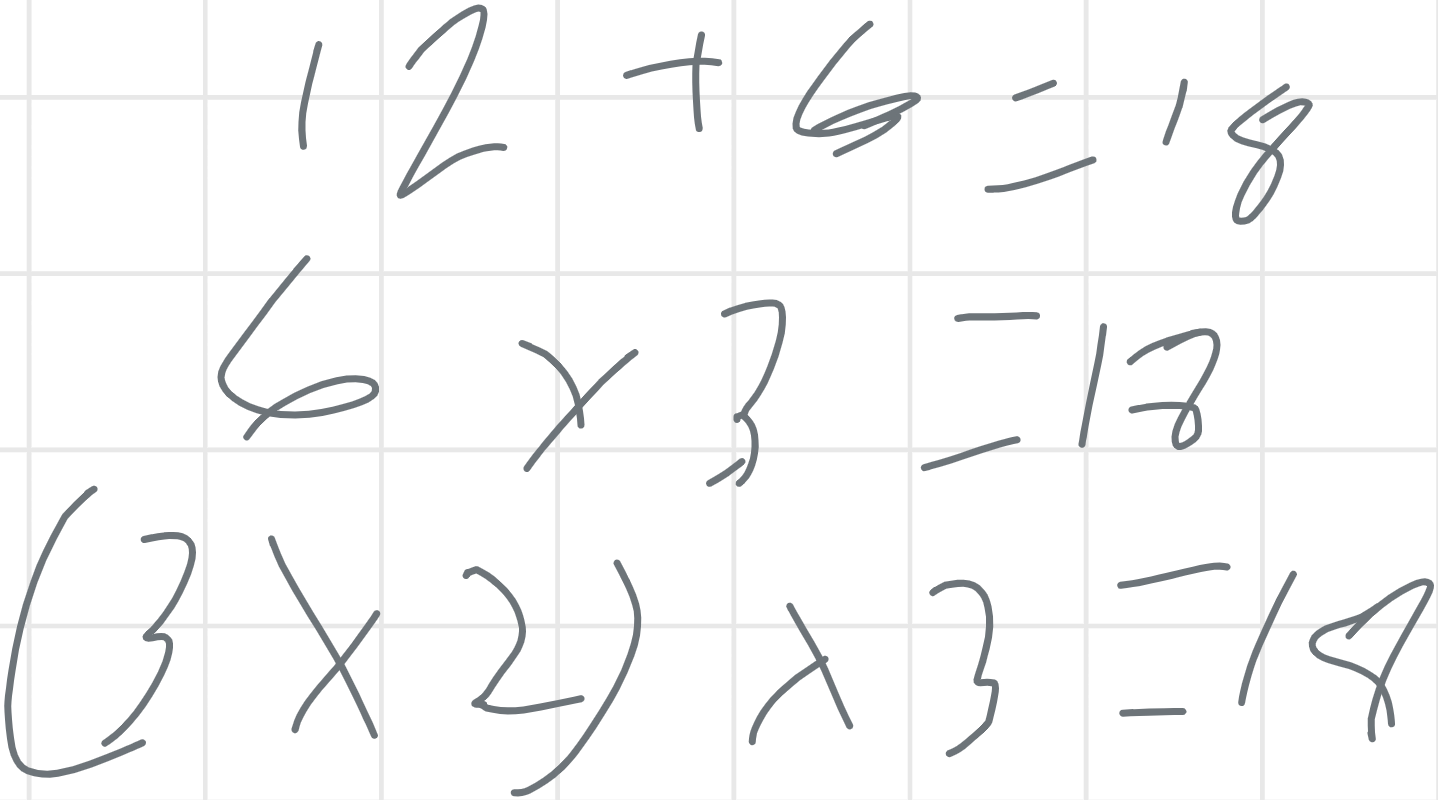 12 + 6 = 18
6 x 3 = 18
(3 x 2) x 3 = 18